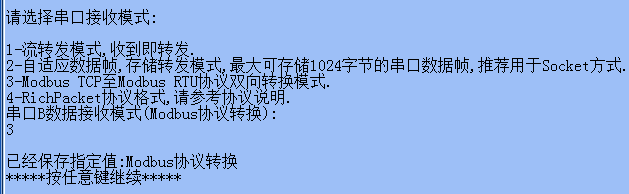 请选择串口接收模式:
1-流转发模式,收到即转发.
2-自适应数据帧,存储转发模式,最大可存储1024字节的串口数据帧,推荐用于Socket方式.
3-Modbus TCP至Modbus RTU协议双向转换模式.
4-RichPacket协议格式,请参考协议说明.
串口B数据接收模式(Modbus协议转换):
3
已经保存指定值:Modbus协议转换
*****按任意键继续*****